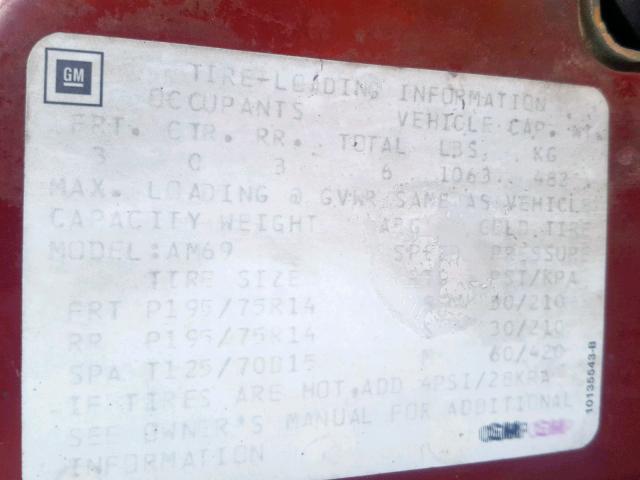 GM
TIRE-LOADING INFORMATION
OCCUPANTS VEHICLE CAP. WT.
FRT. CTR. RR. TOTAL LBS. KG
3 0 3 6 1063 482
MAX. LOADING @ GVWR SAME AS VEHICLE
CAPACITY WEIGHT COLD TIRE
MODEL:AM69 SPEED PRESSURE
TIRE SIZE PSI/KPA
FRT P195/75R14 S 30/210
RR P195/75R14 S 30/210
SPA T125/70D15 M 60/420
IF TIRES ARE HOT,ADD 4PSI/28KPA
SEE OWNER'S MANUAL FOR ADDITIONAL
INFORMATION
GM GM
10135543-B